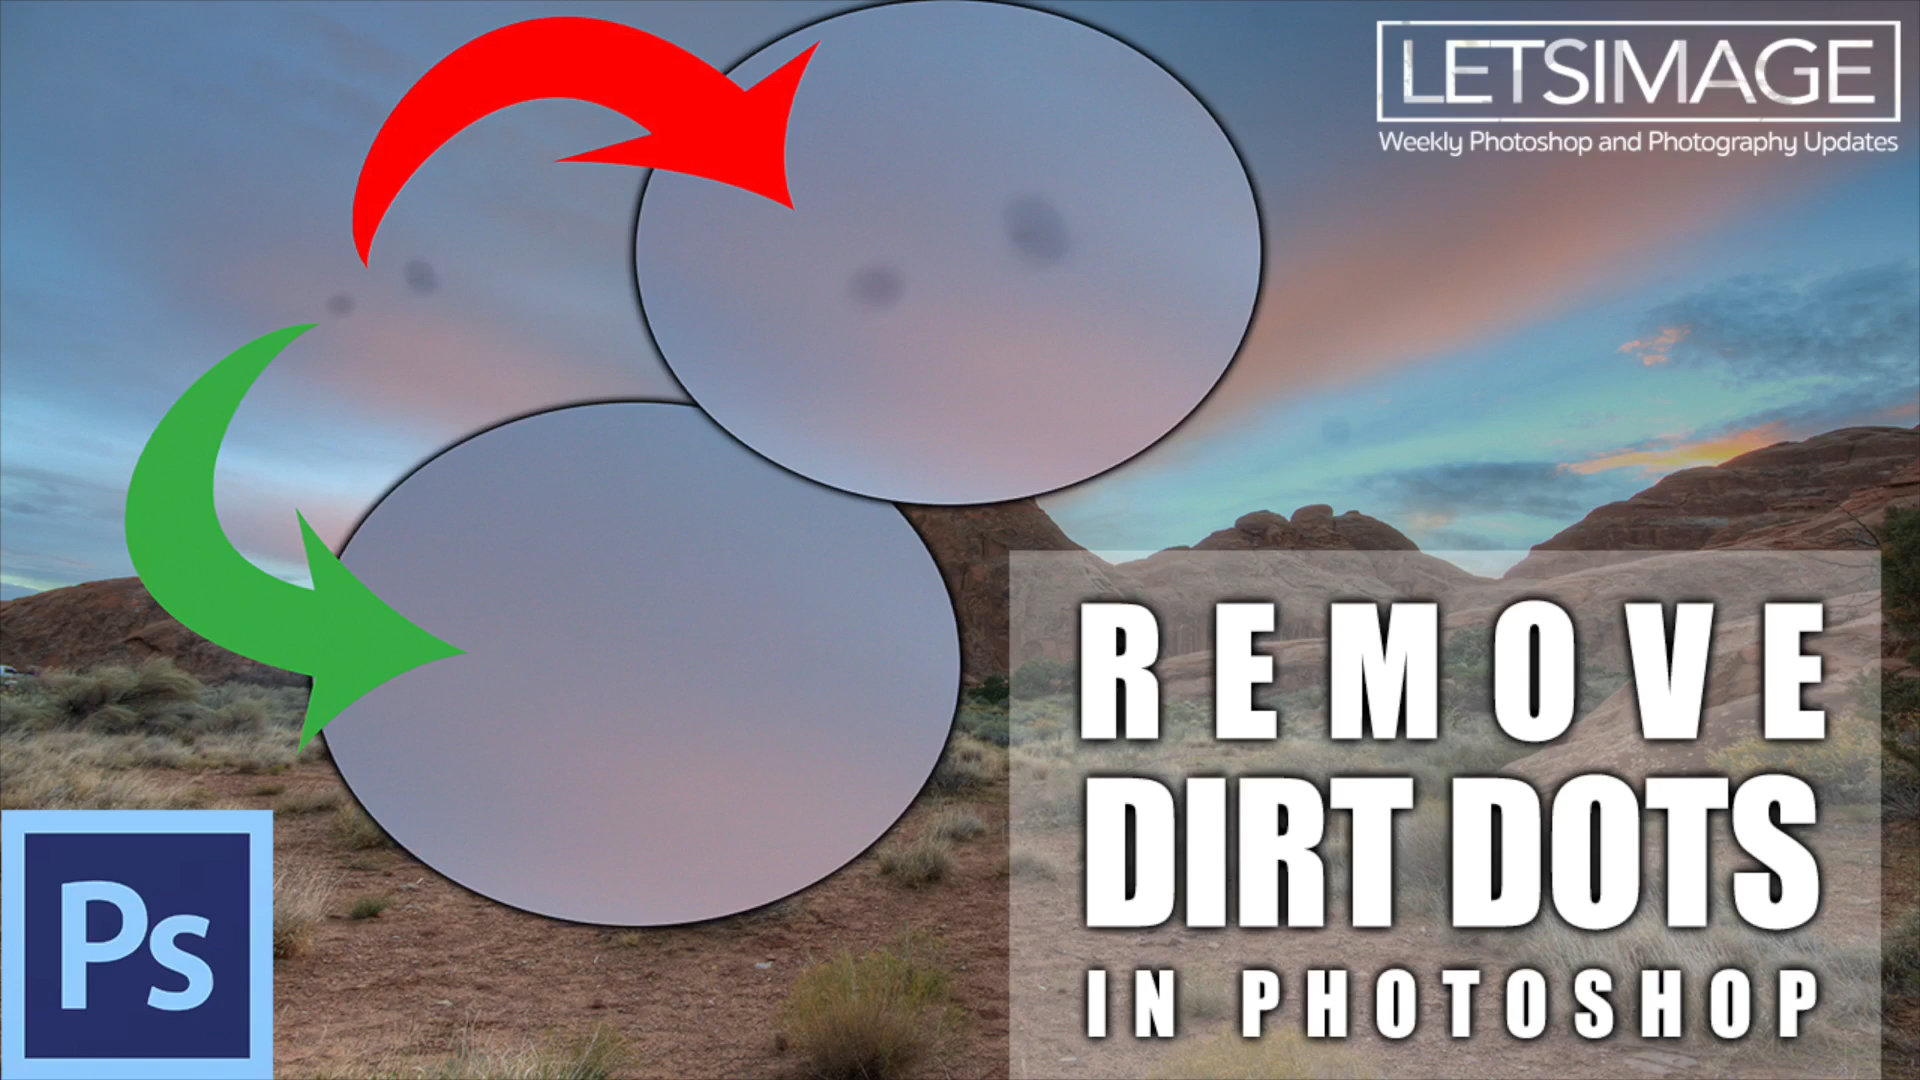 LETSIMAGE
Weekly Photoshop and Photography Updates
REMOVE
DIRT DOTS
IN PHOTOSHOP
Ps